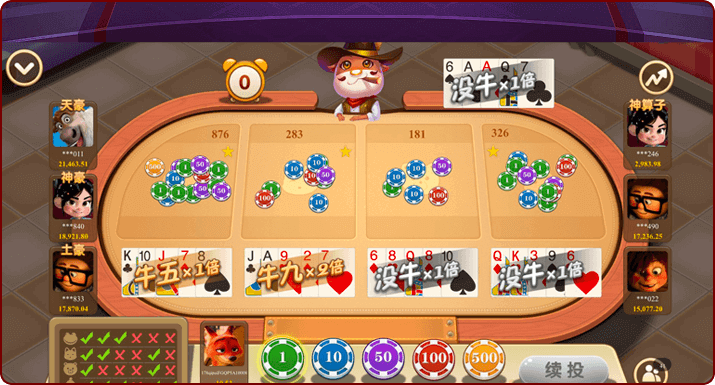 0
6 A A Q 7
没牛×1倍
天豪
***011
21,463.51
神豪
***840
18,921.80
土豪
***833
17,870.04
876
283
181
326
神算子
***246
2,983.98
***490
17,236.25
***022
15,077.20
K 10 J 7 8
牛五×1倍
J A 9 2 7
牛九×2倍
6 8 Q 8 6
没牛×1倍
Q K 3 9 6
没牛×1倍
1
10
50
100
500
续投